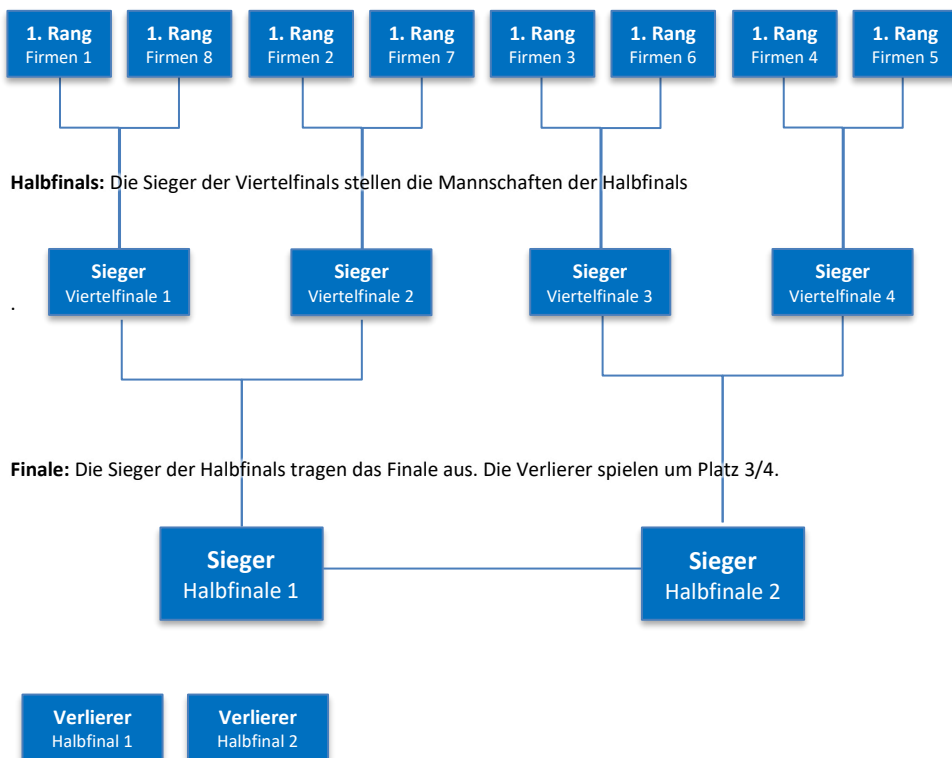 1. Rang 1. Rang 1. Rang 1. Rang 1. Rang 1. Rang 1. Rang 1. Rang
Firmen 1 Firmen 8 Firmen 2 Firmen 7 Firmen 3 Firmen 6 Firmen 4 Firmen 5
Halbfinals: Die Sieger der Viertelfinals stellen die Mannschaften der Halbfinals
Sieger Sieger Sieger Sieger
Viertelfinale 1 Viertelfinale 2 Viertelfinale 3 Viertelfinale 4
.
Finale: Die Sieger der Halbfinals tragen das Finale aus. Die Verlierer spielen um Platz 3/4.
Sieger Sieger
Halbfinale 1 Halbfinale 2
Verlierer Verlierer
Halbfinal 1 Halbfinal 2